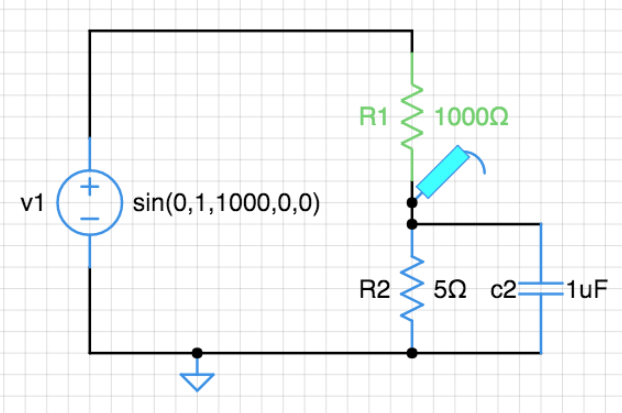 R1 1000Ω
v1 sin(0,1,1000,0,0)
R2 5Ω c2 1uF